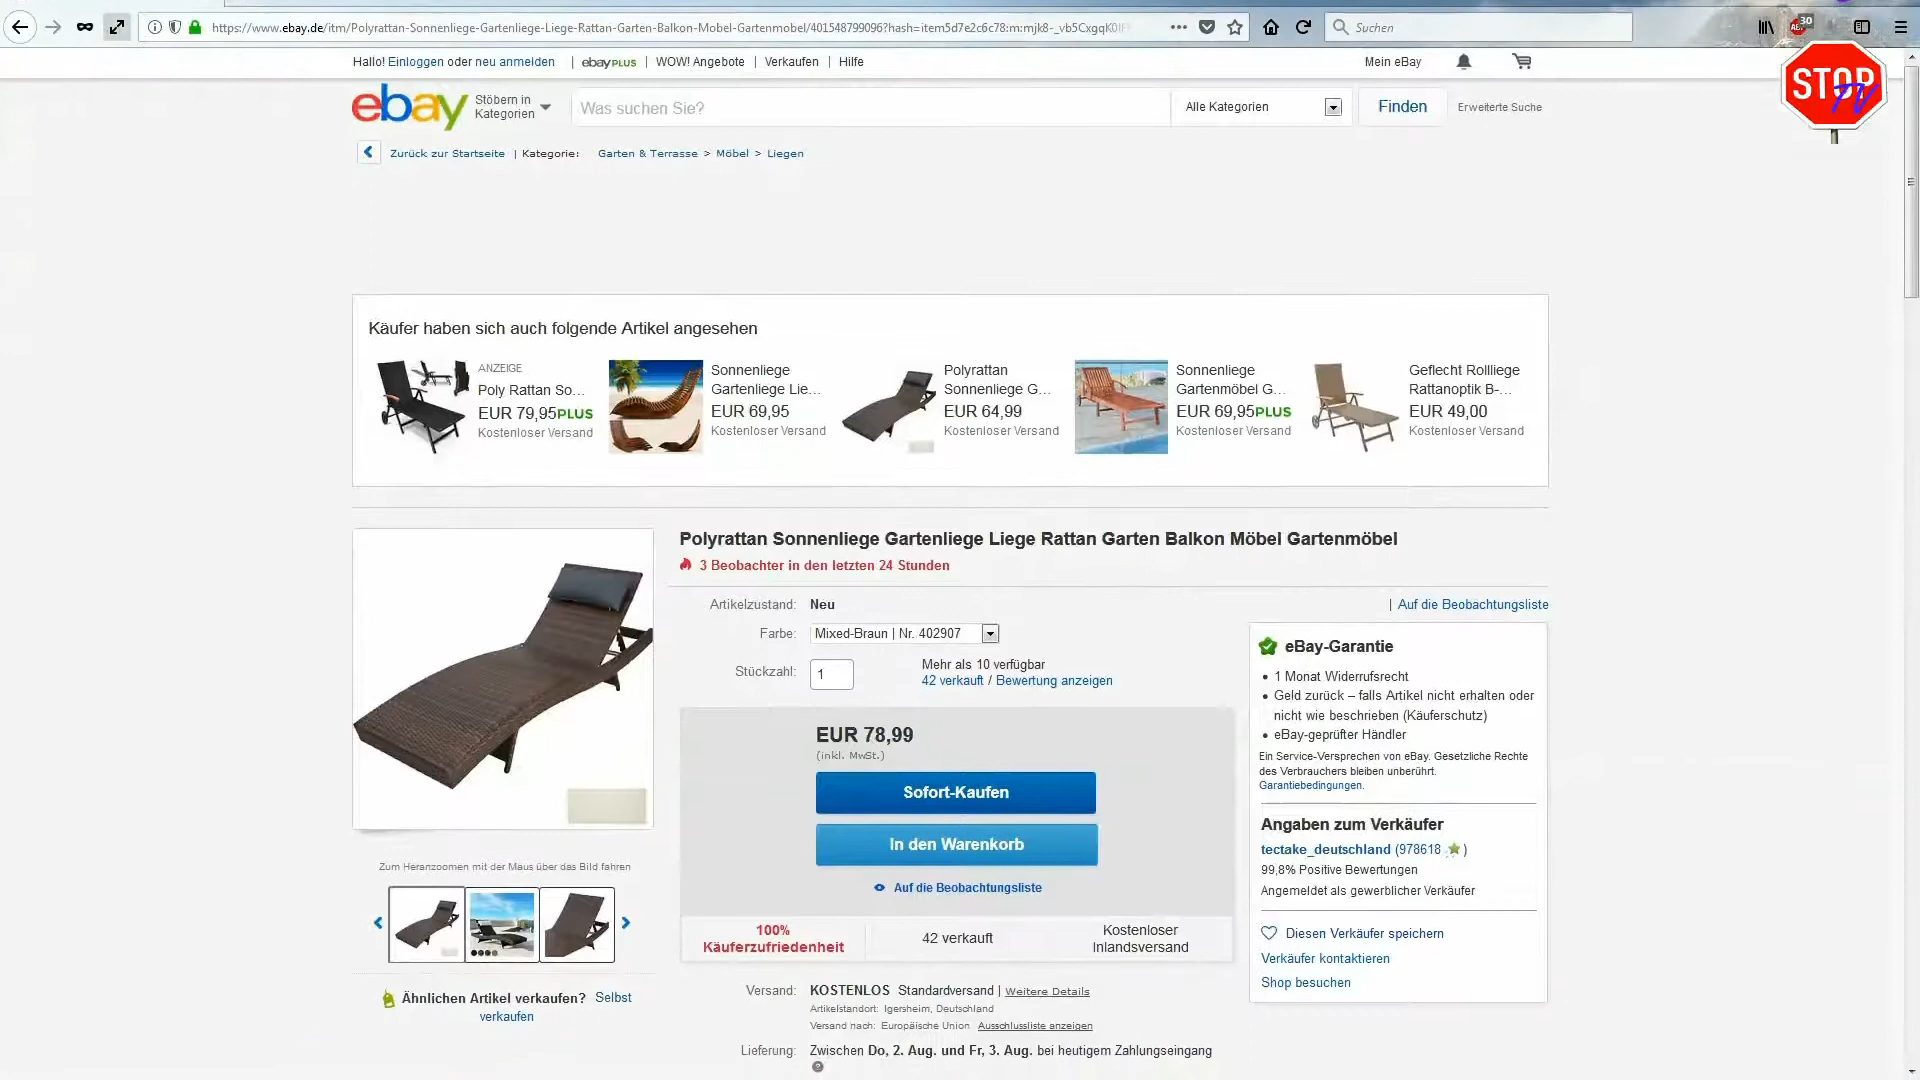 https://www.ebay.de/itm/Polyrattan-Sonnenliege-Gartenliege-Liege-Rattan-Garten-Balkon-Mobel-Gartenmobel/401548799096?hash=item5d7e2c6c78:m:mjk8-_vb5CxgqK0
Suchen
30
STOP
TV
Hallo! Einloggen oder neu anmelden | ebay PLUS | WOW! Angebote | Verkaufen | Hilfe
Mein eBay
ebay
Stöbern in
Kategorien
Was suchen Sie?
Alle Kategorien
Finden
Erweiterte Suche
Zurück zur Startseite | Kategorie: Garten & Terrasse > Möbel > Liegen
Käufer haben sich auch folgende Artikel angesehen
ANZEIGE
Poly Rattan So...
EUR 79,95PLUS
Kostenloser Versand
Sonnenliege
Gartenliege Lie...
EUR 69,95
Kostenloser Versand
Polyrattan
Sonnenliege G...
EUR 64,99
Kostenloser Versand
Sonnenliege
Gartenmöbel G...
EUR 69,95PLUS
Kostenloser Versand
Geflecht Rollliege
Rattanoptik B-...
EUR 49,00
Kostenloser Versand
Polyrattan Sonnenliege Gartenliege Liege Rattan Garten Balkon Möbel Gartenmöbel
3 Beobachter in den letzten 24 Stunden
Artikelzustand: Neu
| Auf die Beobachtungsliste
Farbe: Mixed-Braun | Nr. 402907
Stückzahl: 1
Mehr als 10 verfügbar
42 verkauft / Bewertung anzeigen
EUR 78,99
(inkl. MwSt.)
Sofort-Kaufen
In den Warenkorb
Auf die Beobachtungsliste
100%
Käuferzufriedenheit
42 verkauft
Kostenloser
Inlandsversand
Versand: KOSTENLOS Standardversand | Weitere Details
Artikelstandort: Igersheim, Deutschland
Versand nach: Europäische Union Ausschlussliste anzeigen
Lieferung: Zwischen Do, 2. Aug. und Fr, 3. Aug. bei heutigem Zahlungseingang
eBay-Garantie
• 1 Monat Widerrufsrecht
• Geld zurück – falls Artikel nicht erhalten oder
nicht wie beschrieben (Käuferschutz)
• eBay-geprüfter Händler
Ein Service-Versprechen von eBay. Gesetzliche Rechte
des Verbrauchers bleiben unberührt.
Garantiebedingungen.
Angaben zum Verkäufer
tectake_deutschland (978618 )
99,8% Positive Bewertungen
Angemeldet als gewerblicher Verkäufer
Diesen Verkäufer speichern
Verkäufer kontaktieren
Shop besuchen
Zum Heranzoomen mit der Maus über das Bild fahren
Ähnlichen Artikel verkaufen? Selbst
verkaufen